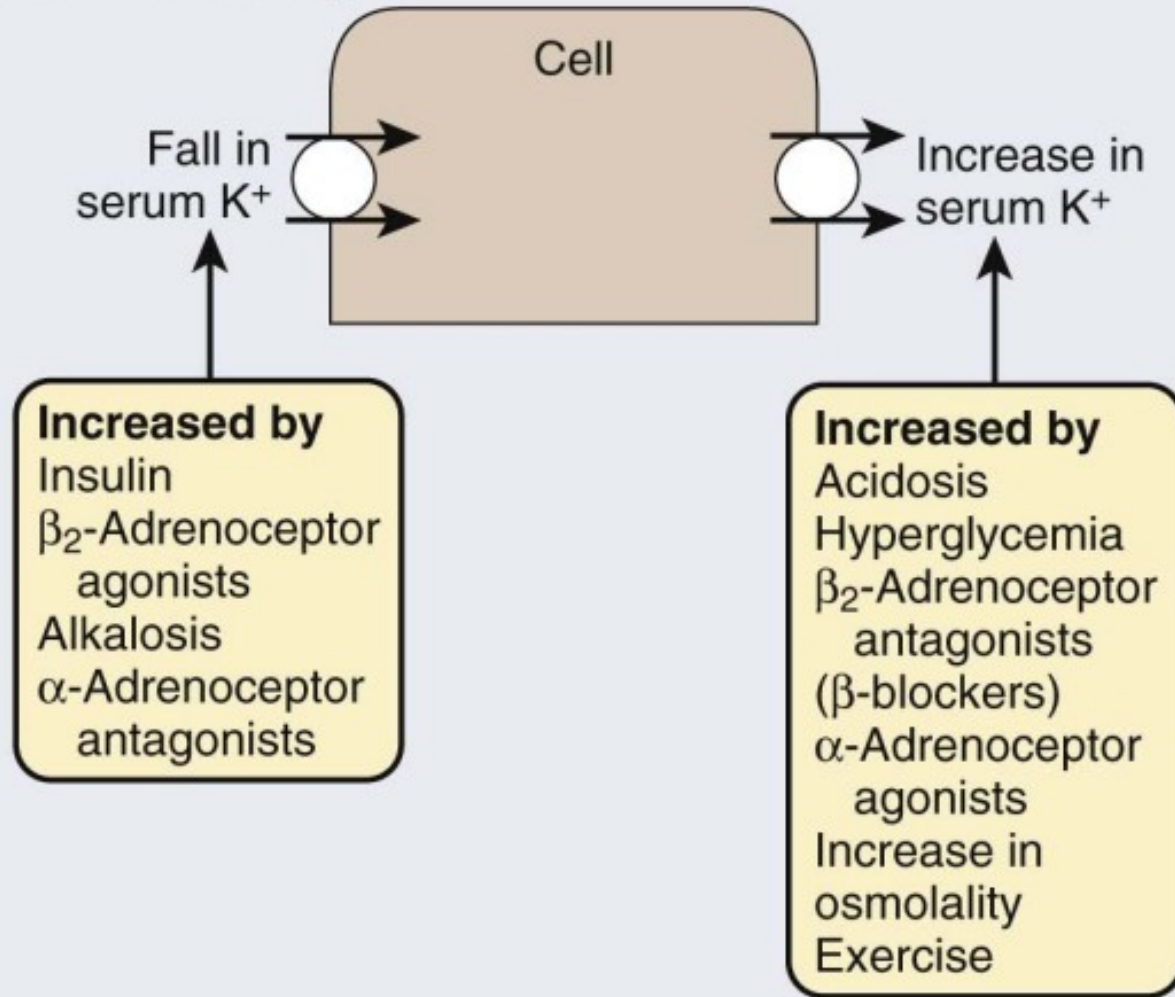 Cell
Fall in
serum K⁺
Increase in
serum K⁺
Increased by
Insulin
β₂-Adrenoceptor
agonists
Alkalosis
α-Adrenoceptor
antagonists
Increased by
Acidosis
Hyperglycemia
β₂-Adrenoceptor
antagonists
(β-blockers)
α-Adrenoceptor
agonists
Increase in
osmolality
Exercise